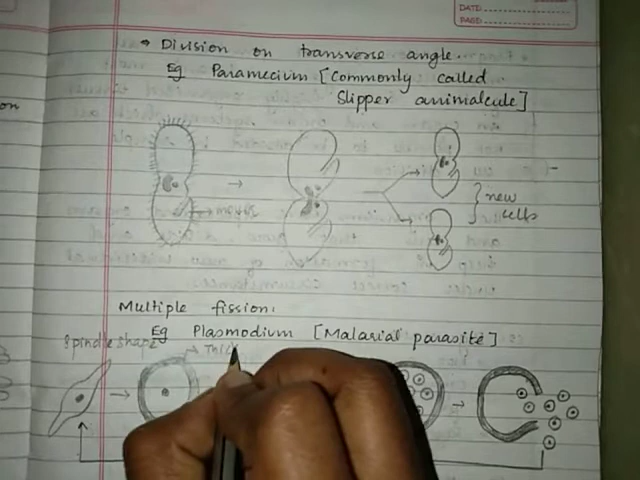 DATE
PAGE
→ Division on transverse angle.
Eg Paramecium [Commonly called
Slipper animalcule]
new
cells
Multiple fission.
Eg Plasmodium [Malarial parasite]
Spindle shape
→ Thic